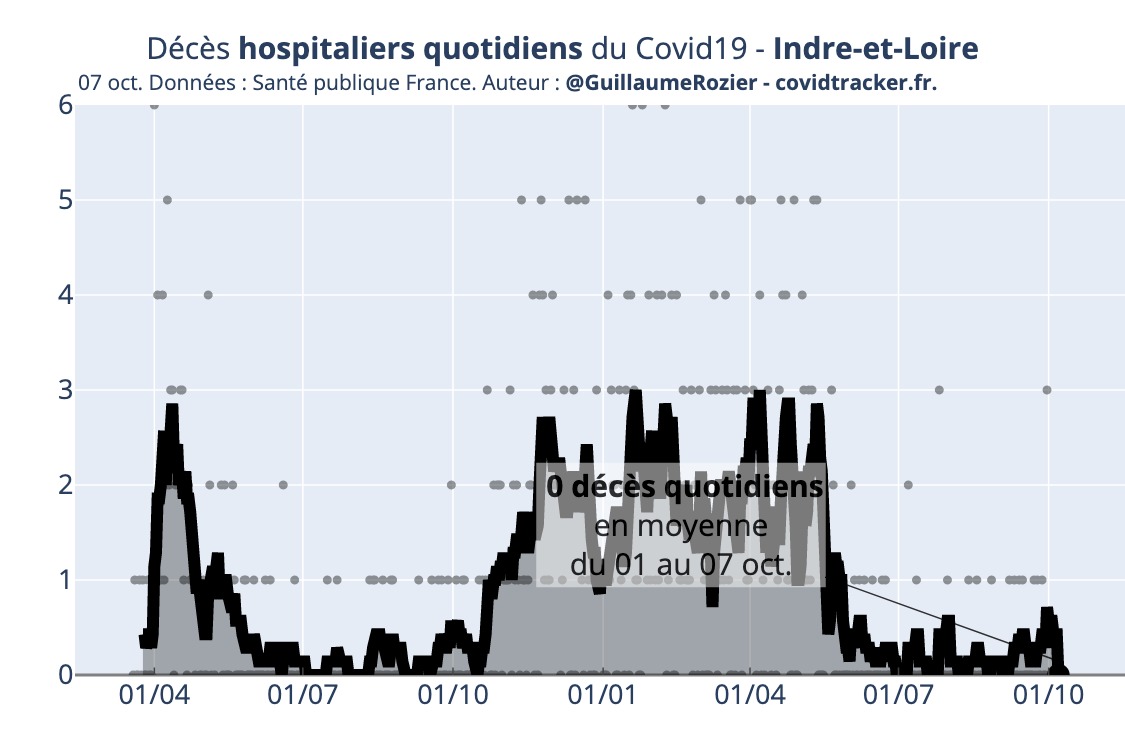 Décès hospitaliers quotidiens du Covid19 - Indre-et-Loire
07 oct. Données : Santé publique France. Auteur : @GuillaumeRozier - covidtracker.fr.
6
5
4
3
2
1
0
0 décès quotidiens
en moyenne
du 01 au 07 oct.
01/04 01/07 01/10 01/01 01/04 01/07 01/10